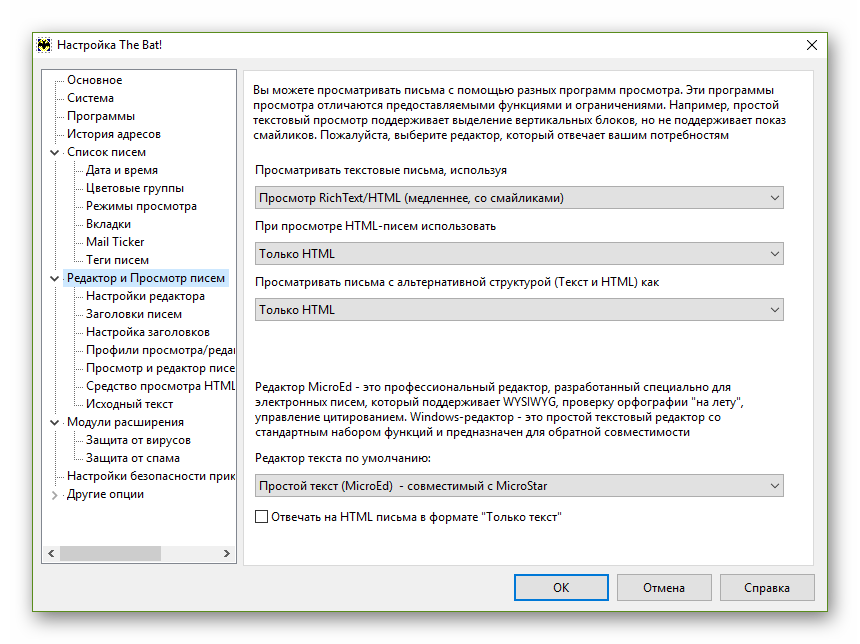 Настройка The Bat!
Основное
Система
Программы
История адресов
Список писем
Дата и время
Цветовые группы
Режимы просмотра
Вкладки
Mail Ticker
Теги писем
Редактор и Просмотр писем
Настройки редактора
Заголовки писем
Настройка заголовков
Профили просмотра/редак
Просмотр и редактор писе
Средство просмотра HTML
Исходный текст
Модули расширения
Защита от вирусов
Защита от спама
Настройки безопасности прик
Другие опции
Вы можете просматривать письма с помощью разных программ просмотра. Эти программы
просмотра отличаются предоставляемыми функциями и ограничениями. Например, простой
текстовый просмотр поддерживает выделение вертикальных блоков, но не поддерживает показ
смайликов. Пожалуйста, выберите редактор, который отвечает вашим потребностям
Просматривать текстовые письма, используя
Просмотр RichText/HTML (медленнее, со смайликами)
При просмотре HTML-писем использовать
Только HTML
Просматривать письма с альтернативной структурой (Текст и HTML) как
Только HTML
Редактор MicroEd - это профессиональный редактор, разработанный специально для
электронных писем, который поддерживает WYSIWYG, проверку орфографии "на лету",
управление цитированием. Windows-редактор - это простой текстовый редактор со
стандартным набором функций и предназначен для обратной совместимости
Редактор текста по умолчанию:
Простой текст (MicroEd) - совместимый с MicroStar
Отвечать на HTML письма в формате "Только текст"
OK
Отмена
Справка